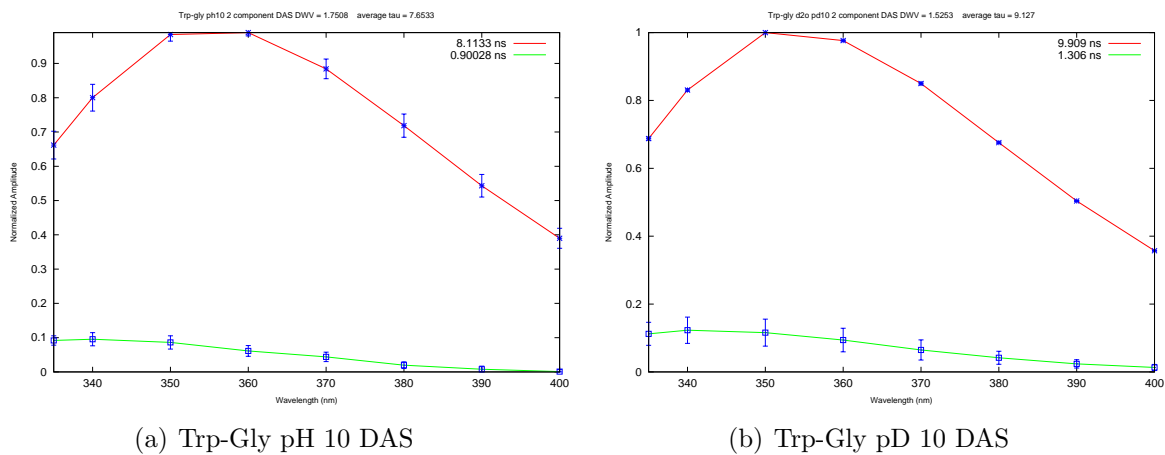 Trp-gly ph10 2 component DAS DWV = 1.7508 average tau = 7.6533
8.1133 ns
0.90028 ns
Normalized Amplitude
0.9
0.8
0.7
0.6
0.5
0.4
0.3
0.2
0.1
0
340 350 360 370 380 390 400
Wavelength (nm)
(a) Trp-Gly pH 10 DAS
Trp-gly d2o pd10 2 component DAS DWV = 1.5253 average tau = 9.127
9.909 ns
1.306 ns
Normalized Amplitude
1
0.8
0.6
0.4
0.2
0
340 350 360 370 380 390 400
Wavelength (nm)
(b) Trp-Gly pD 10 DAS